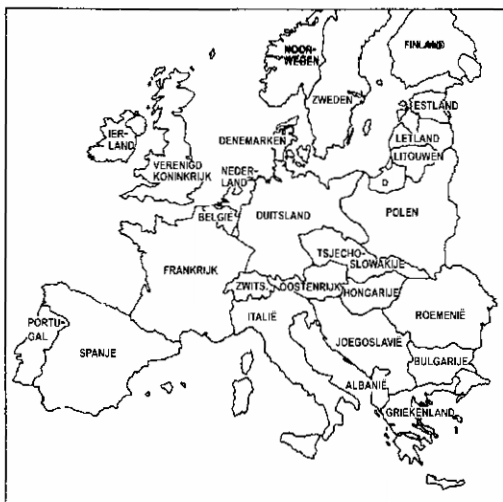 NOOR-
WEGEN
FINLAND
ZWEDEN
ESTLAND
LETLAND
LITOUWEN
IER-
LAND
VERENIGD
KONINKRIJK
DENEMARKEN
NEDER-
LAND
D
BELGIË
DUITSLAND
POLEN
TSJECHO-
SLOWAKIJE
FRANKRIJK
ZWITS.
OOSTENRIJK
HONGARIJE
ITALIË
ROEMENIË
PORTU-
GAL
SPANJE
JOEGOSLAVIË
BULGARIJE
ALBANIË
GRIEKENLAND